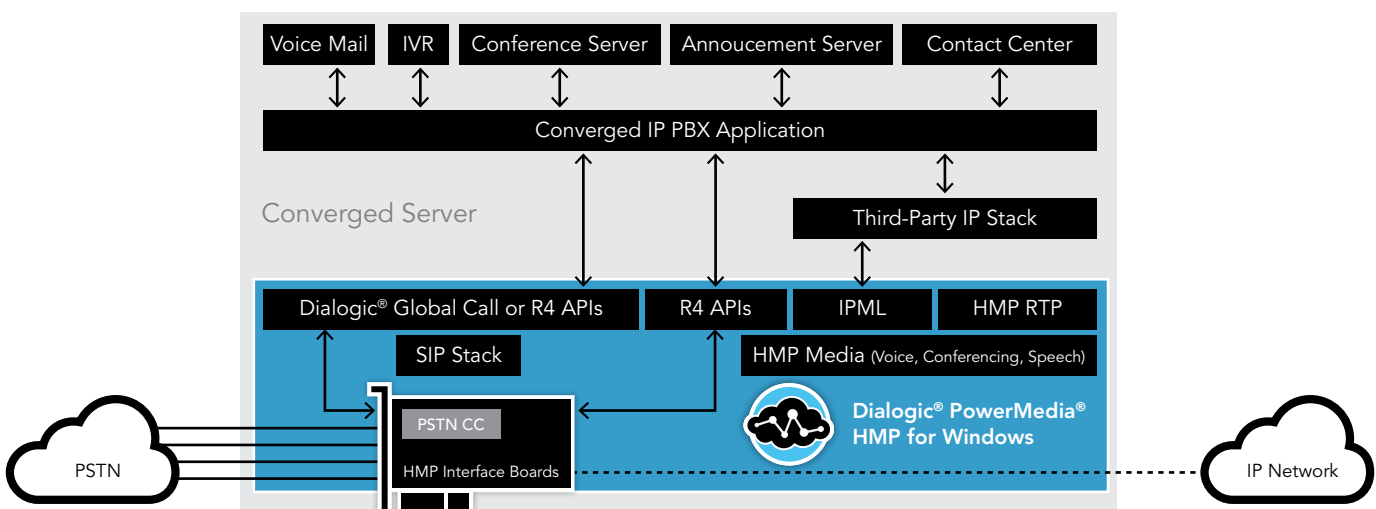 Voice Mail
IVR
Conference Server
Annoucement Server
Contact Center
Converged IP PBX Application
Converged Server
Third-Party IP Stack
Dialogic® Global Call or R4 APIs
R4 APIs
IPML
HMP RTP
SIP Stack
HMP Media (Voice, Conferencing, Speech)
PSTN CC
HMP Interface Boards
Dialogic® PowerMedia®
HMP for Windows
PSTN
IP Network